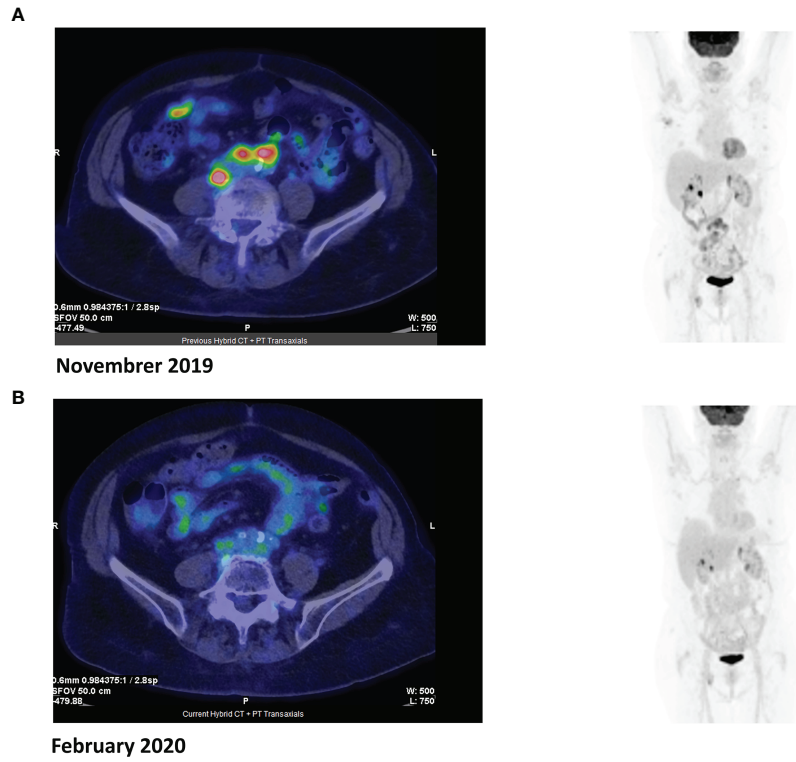 A
R
L
0.6mm 0.984375:1 / 2.8sp
SFOV 50.0 cm
-477.49
P
W: 500
L: 750
Previous Hybrid CT + PT Transaxials
Novembrer 2019
B
R
L
0.6mm 0.984375:1 / 2.8sp
SFOV 50.0 cm
-479.88
P
W: 500
L: 750
Current Hybrid CT + PT Transaxials
February 2020